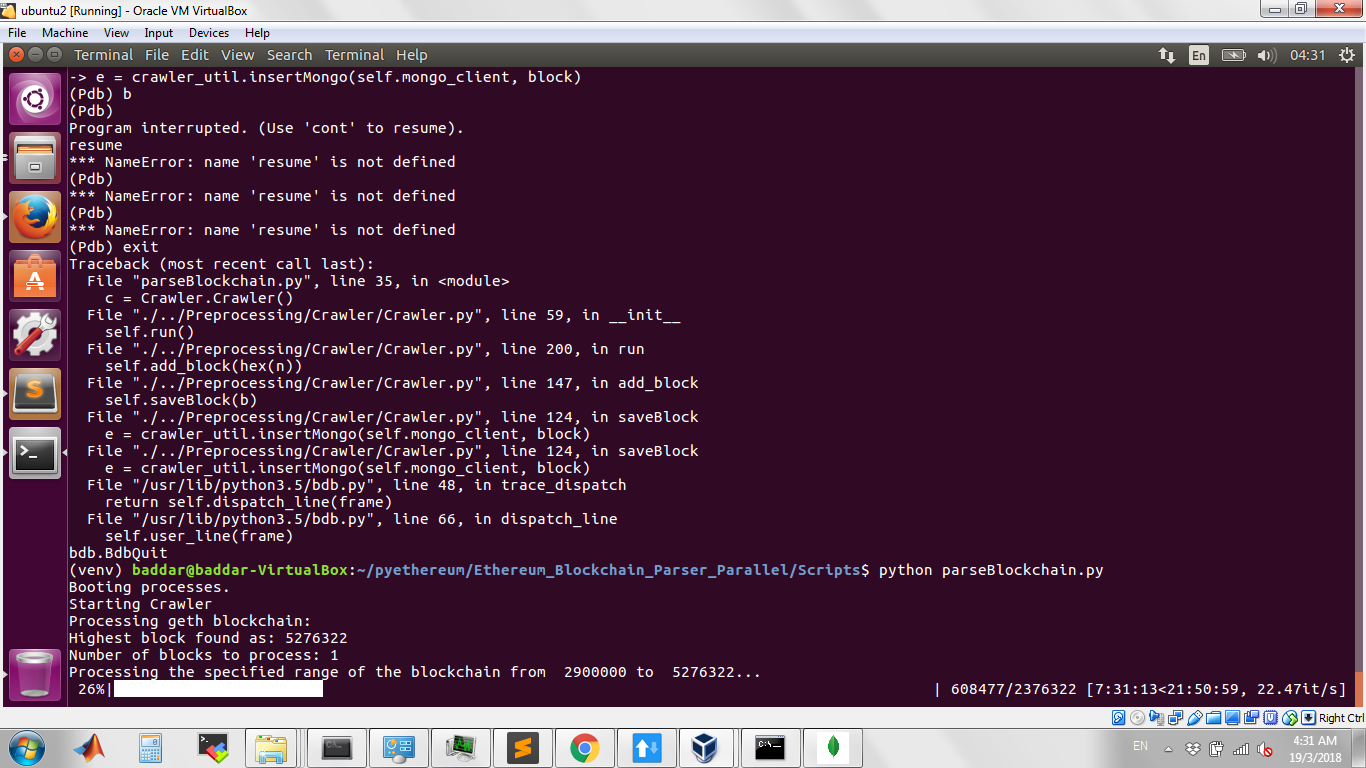 ubuntu2 [Running] - Oracle VM VirtualBox
File Machine View Input Devices Help
Terminal File Edit View Search Terminal Help En 04:31
-> e = crawler_util.insertMongo(self.mongo_client, block)
(Pdb) b
(Pdb)
Program interrupted. (Use 'cont' to resume).
resume
*** NameError: name 'resume' is not defined
(Pdb)
*** NameError: name 'resume' is not defined
(Pdb)
*** NameError: name 'resume' is not defined
(Pdb) exit
Traceback (most recent call last):
  File "parseBlockchain.py", line 35, in <module>
    c = Crawler.Crawler()
  File "./../Preprocessing/Crawler/Crawler.py", line 59, in __init__
    self.run()
  File "./../Preprocessing/Crawler/Crawler.py", line 200, in run
    self.add_block(hex(n))
  File "./../Preprocessing/Crawler/Crawler.py", line 147, in add_block
    self.saveBlock(b)
  File "./../Preprocessing/Crawler/Crawler.py", line 124, in saveBlock
    e = crawler_util.insertMongo(self.mongo_client, block)
  File "./../Preprocessing/Crawler/Crawler.py", line 124, in saveBlock
    e = crawler_util.insertMongo(self.mongo_client, block)
  File "/usr/lib/python3.5/bdb.py", line 48, in trace_dispatch
    return self.dispatch_line(frame)
  File "/usr/lib/python3.5/bdb.py", line 66, in dispatch_line
    self.user_line(frame)
bdb.BdbQuit
(venv) baddar@baddar-VirtualBox:~/pyethereum/Ethereum_Blockchain_Parser_Parallel/Scripts$ python parseBlockchain.py
Booting processes.
Starting Crawler
Processing geth blockchain:
Highest block found as: 5276322
Number of blocks to process: 1
Processing the specified range of the blockchain from  2900000 to  5276322...
 26%| | 608477/2376322 [7:31:13<21:50:59, 22.47it/s]
Right Ctrl
EN 4:31 AM
19/3/2018